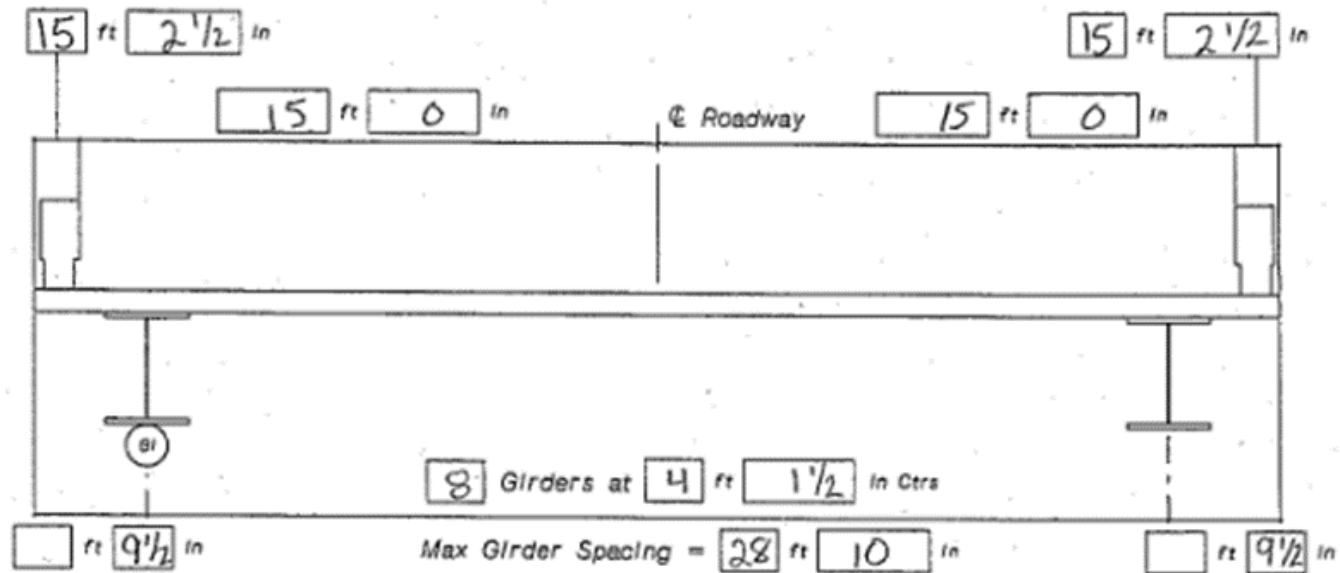 15 ft 2 1/2 in 15 ft 2 1/2 in
15 ft 0 in ℄ Roadway 15 ft 0 in
G1
8 Girders at 4 ft 1 1/2 in Ctrs
ft 9 1/2 in Max Girder Spacing = 28 ft 10 in ft 9 1/2 in